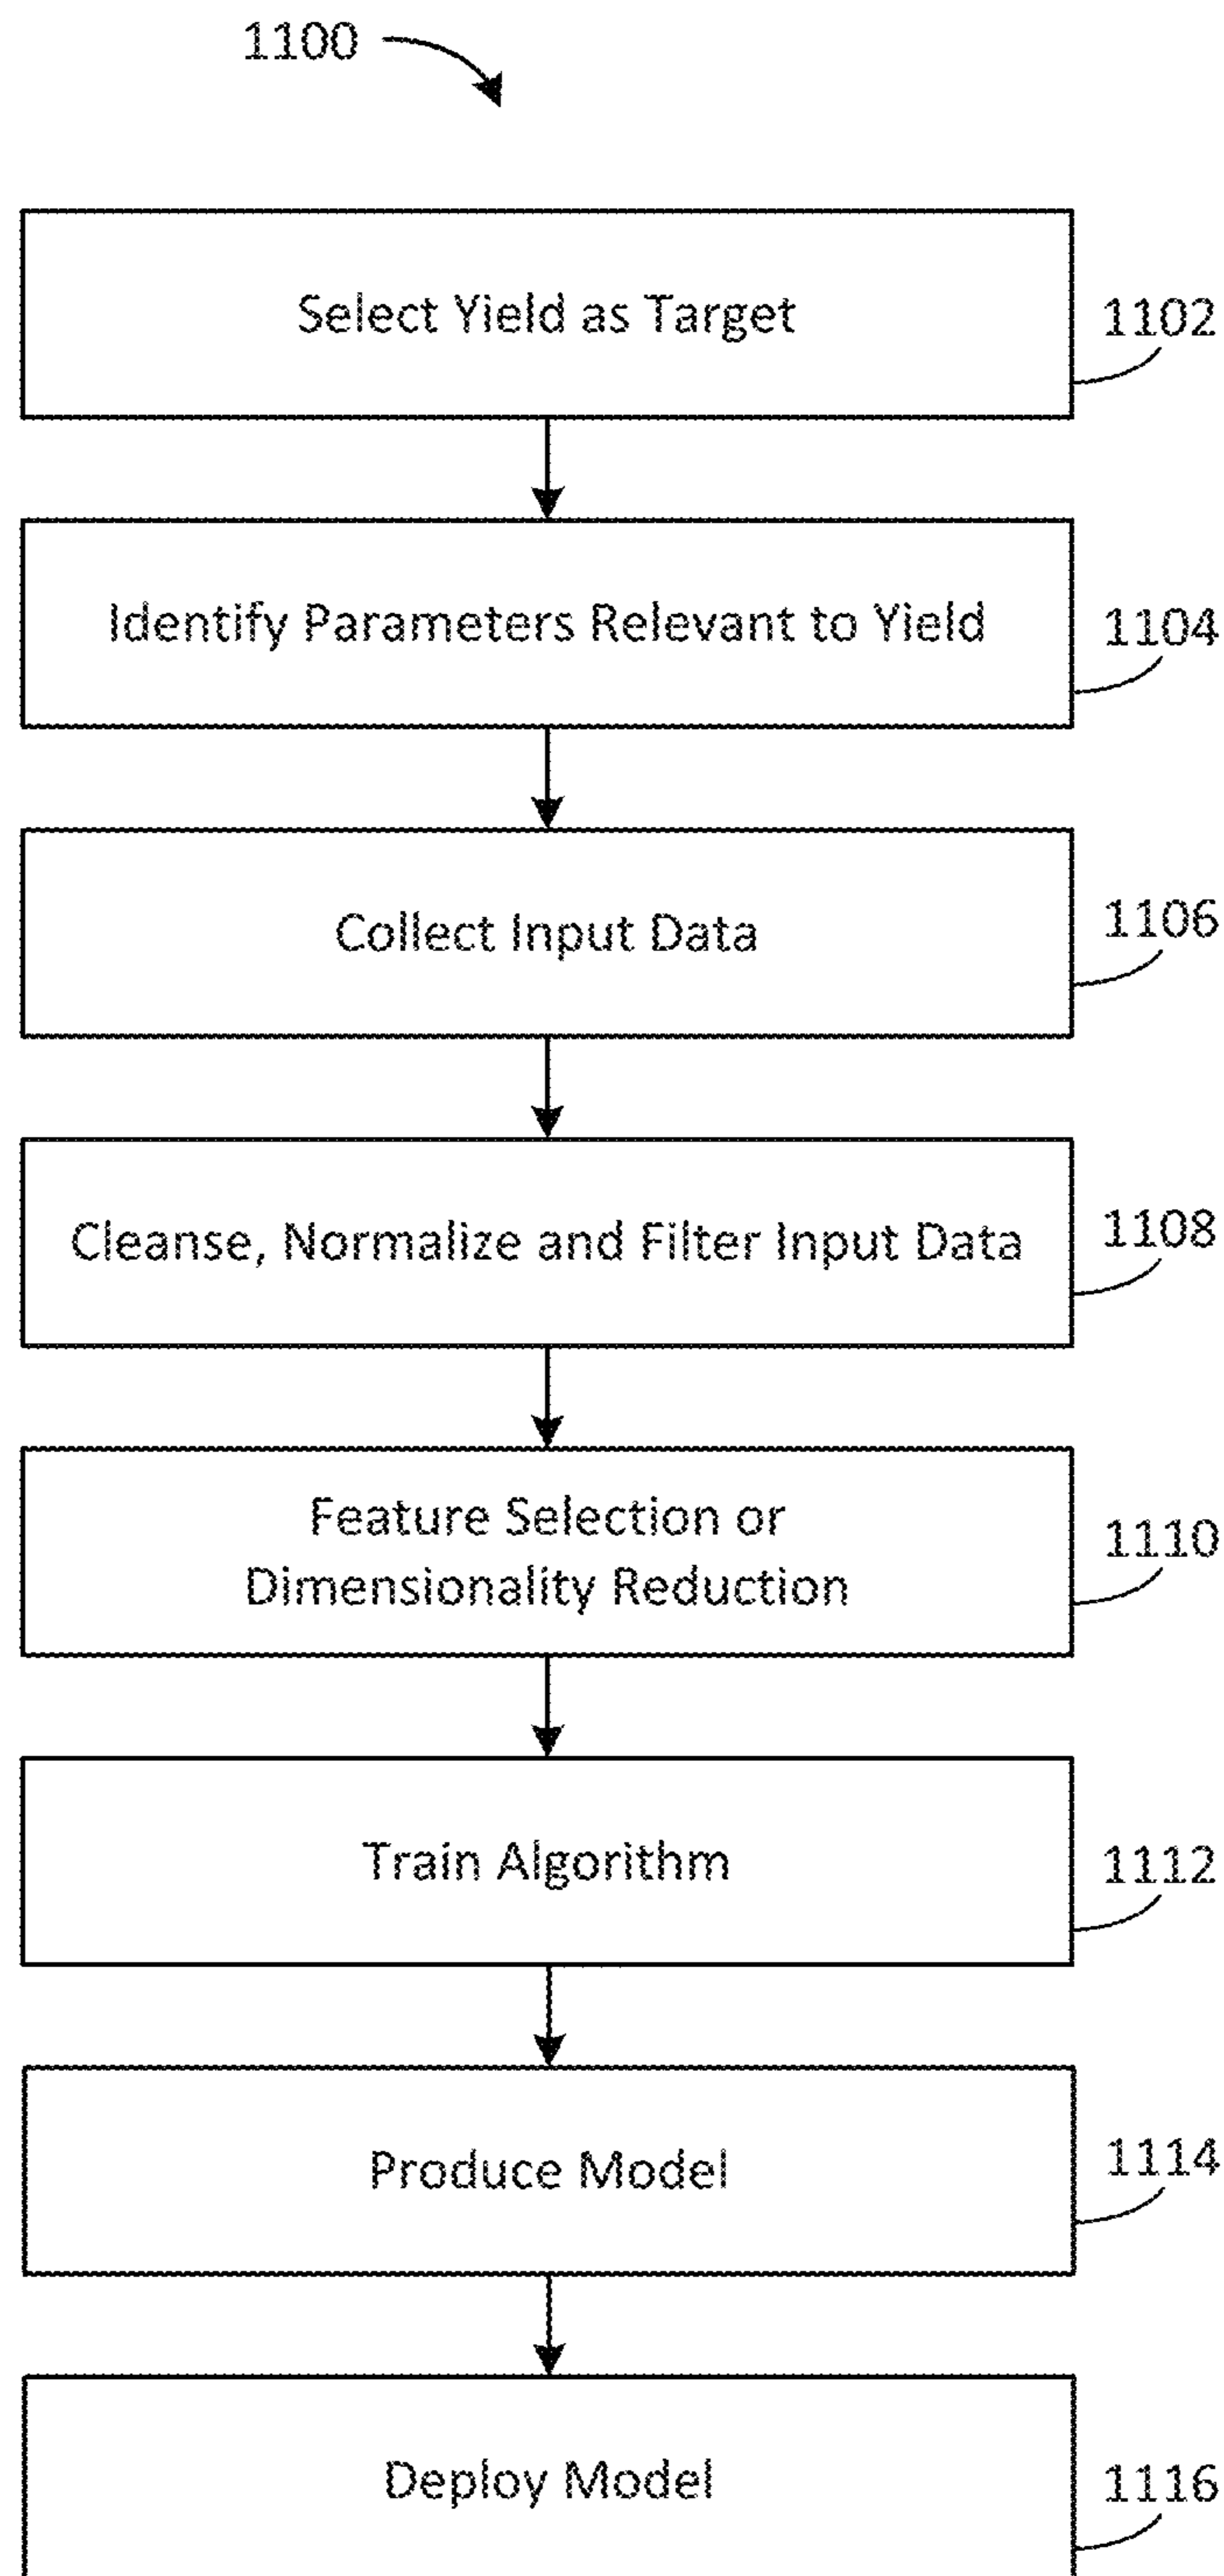 1100
Select Yield as Target
1102
Identify Parameters Relevant to Yield
1104
Collect Input Data
1106
Cleanse, Normalize and Filter Input Data
1108
Feature Selection or
Dimensionality Reduction
1110
Train Algorithm
1112
Produce Model
1114
Deploy Model
1116